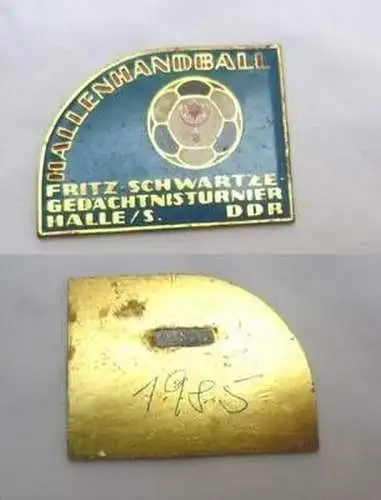 HALLENHANDBALL
FRITZ-SCHWARTZE-
GEDÄCHTNISTURNIER
HALLE/S. DDR
1985